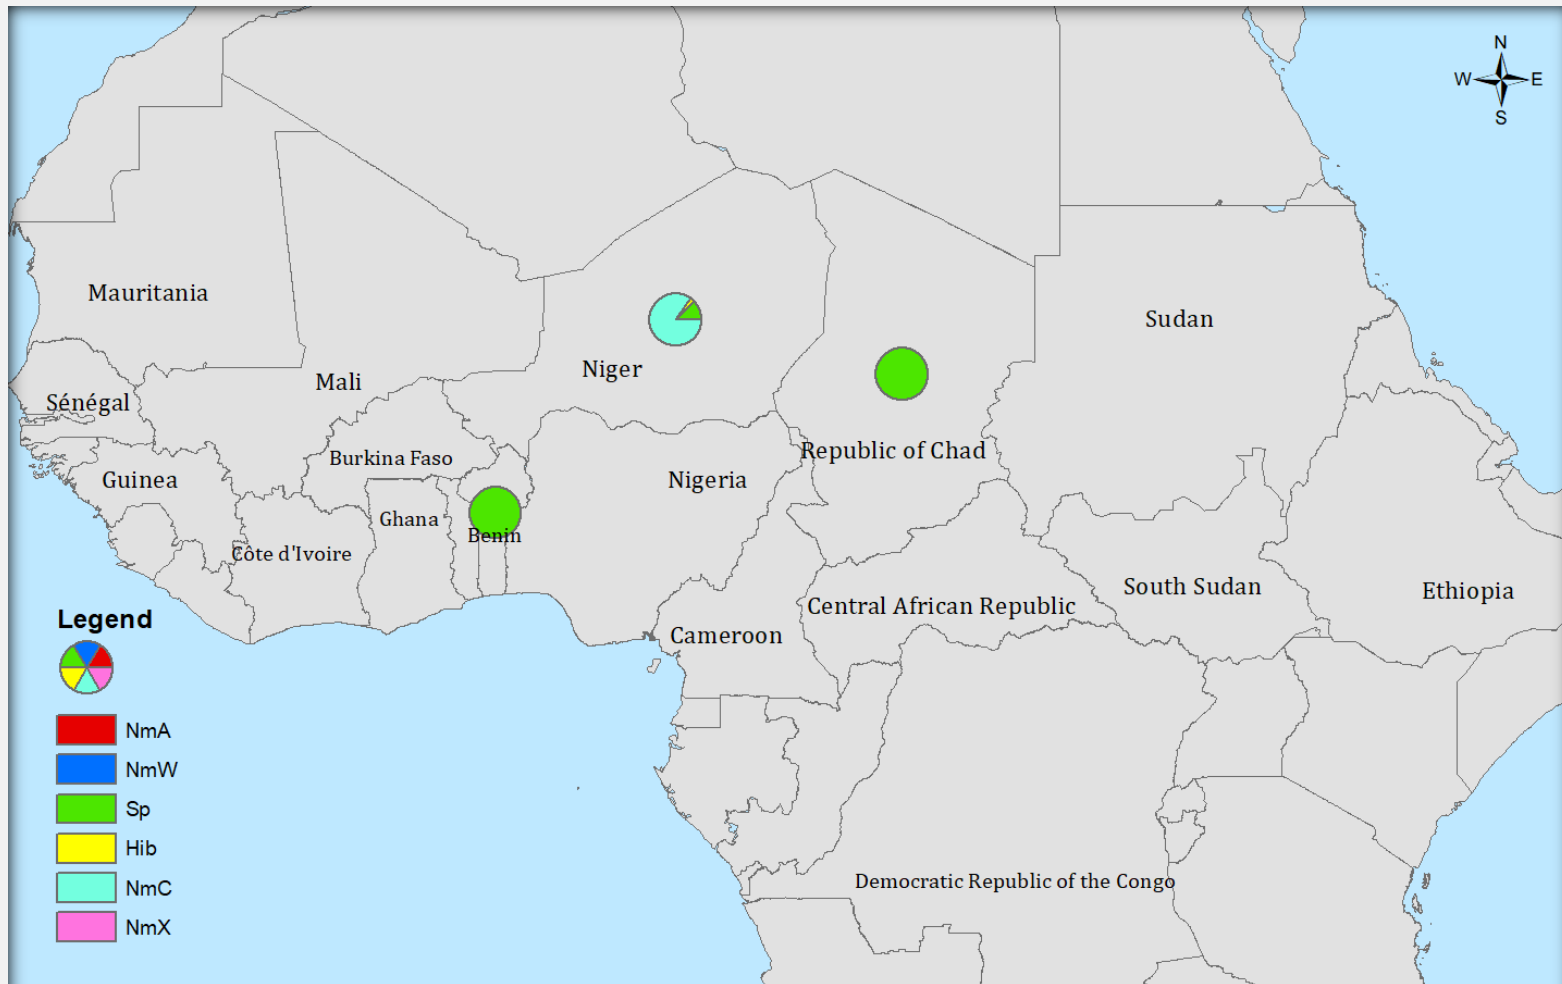 N
W E
S
Mauritania
Sudan
Niger
Mali
Sénégal
Republic of Chad
Burkina Faso
Guinea
Nigeria
Ghana
Benin
Côte d'Ivoire
South Sudan
Ethiopia
Central African Republic
Cameroon
Democratic Republic of the Congo
Legend
NmA
NmW
Sp
Hib
NmC
NmX